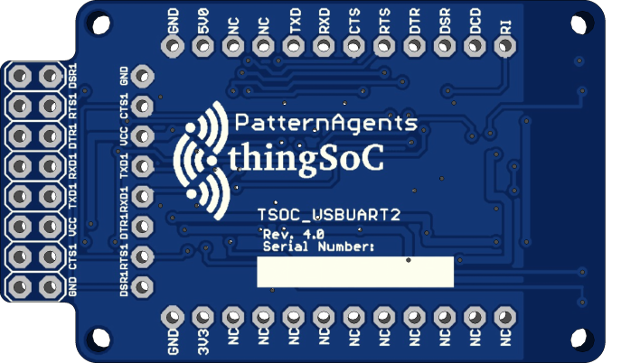 GND 5V0 NC NC TXD RXD CTS RTS DTR DSR DCD RI
DSR1
RTS1
DTR1
RXD1
TXD1
VCC
CTS1
GND
GND
CTS1
VCC
TXD1
RXD1
DTR1
RTS1
DSR1
PatternAgents
thingSoC
TSOC_USBUART2
Rev. 4.0
Serial Number:
GND 3V3 NC NC NC NC NC NC NC NC NC NC